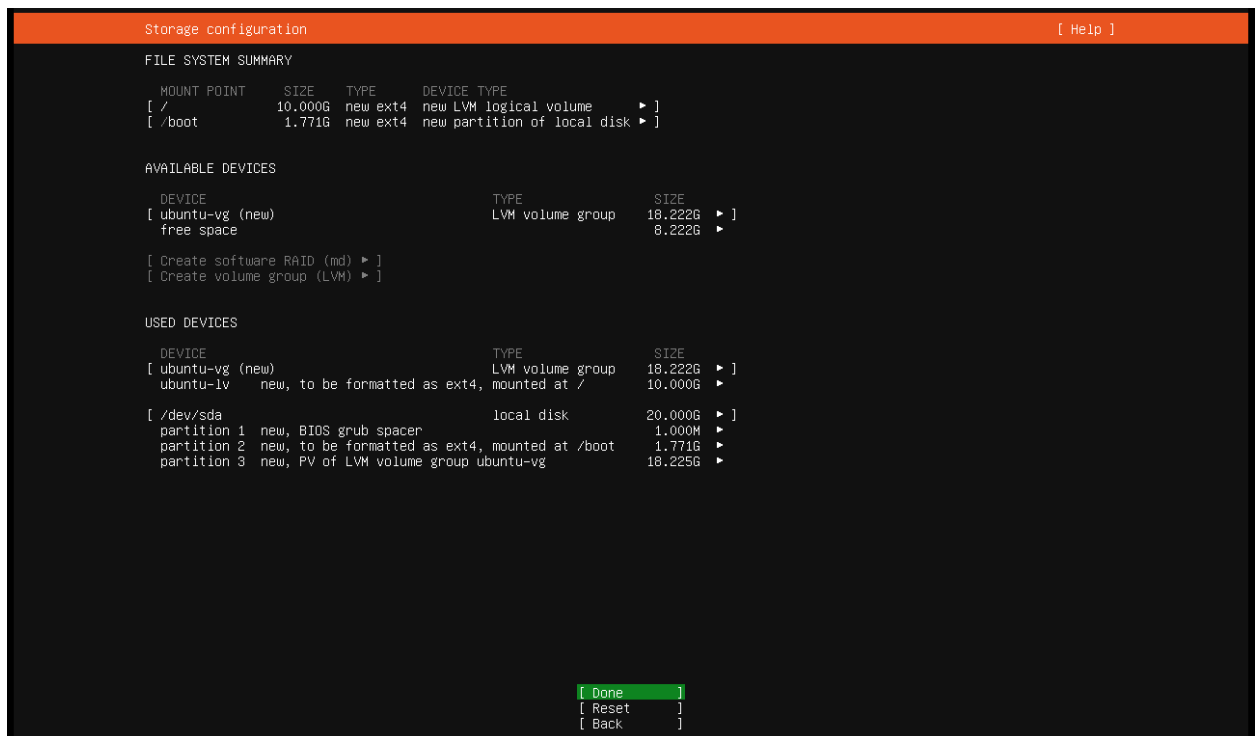 Storage configuration [ Help ]
FILE SYSTEM SUMMARY
MOUNT POINT SIZE TYPE DEVICE TYPE
[ / 10.000G new ext4 new LVM logical volume ▸ ]
[ /boot 1.771G new ext4 new partition of local disk ▸ ]
AVAILABLE DEVICES
DEVICE TYPE SIZE
[ ubuntu-vg (new) LVM volume group 18.222G ▸ ]
free space 8.222G ▸
[ Create software RAID (md) ▸ ]
[ Create volume group (LVM) ▸ ]
USED DEVICES
DEVICE TYPE SIZE
[ ubuntu-vg (new) LVM volume group 18.222G ▸ ]
ubuntu-lv new, to be formatted as ext4, mounted at / 10.000G ▸
[ /dev/sda local disk 20.000G ▸ ]
partition 1 new, BIOS grub spacer 1.000M ▸
partition 2 new, to be formatted as ext4, mounted at /boot 1.771G ▸
partition 3 new, PV of LVM volume group ubuntu-vg 18.225G ▸
[ Done ]
[ Reset ]
[ Back ]